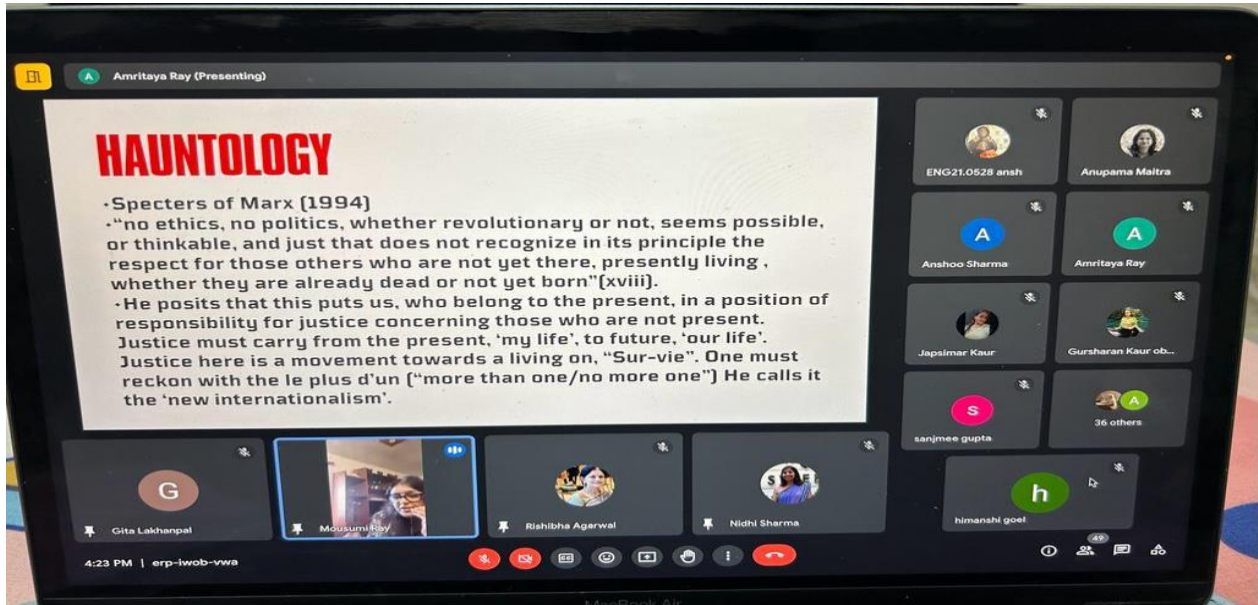 Amritaya Ray (Presenting)
HAUNTOLOGY
•Specters of Marx (1994)
•"no ethics, no politics, whether revolutionary or not, seems possible,
or thinkable, and just that does not recognize in its principle the
respect for those others who are not yet there, presently living ,
whether they are already dead or not yet born"(xviii).
•He posits that this puts us, who belong to the present, in a position of
responsibility for justice concerning those who are not present.
Justice must carry from the present, 'my life', to future, 'our life'.
Justice here is a movement towards a living on, "Sur-vie". One must
reckon with the le plus d'un ("more than one/no more one") He calls it
the 'new internationalism'.
ENG21.0528 ansh
Anupama Maitra
A
Anshoo Sharma
A
Amritaya Ray
Japsimar Kaur
Gursharan Kaur ob...
S
sanjmee gupta
A
36 others
G
Gita Lakhanpal
Mousumi Ray
Rishibha Agarwal
Nidhi Sharma
h
himanshi goel
4:23 PM | erp-iwob-vwa
49
MacBook Air